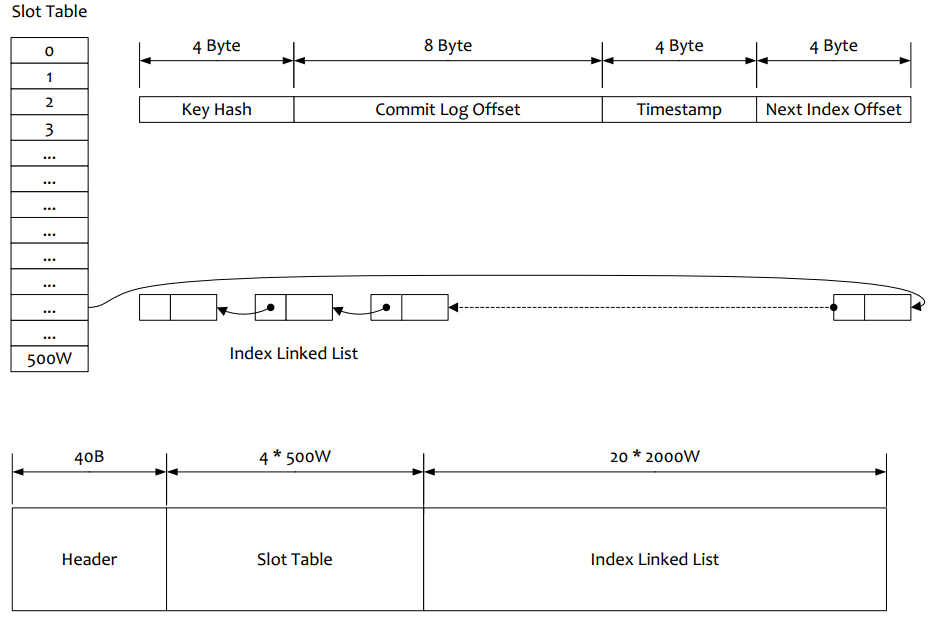 Slot Table
0
1
2
3
...
...
...
...
...
...
...
...
500W
4 Byte 8 Byte 4 Byte 4 Byte
Key Hash Commit Log Offset Timestamp Next Index Offset
Index Linked List
40B 4 * 500W 20 * 2000W
Header Slot Table Index Linked List